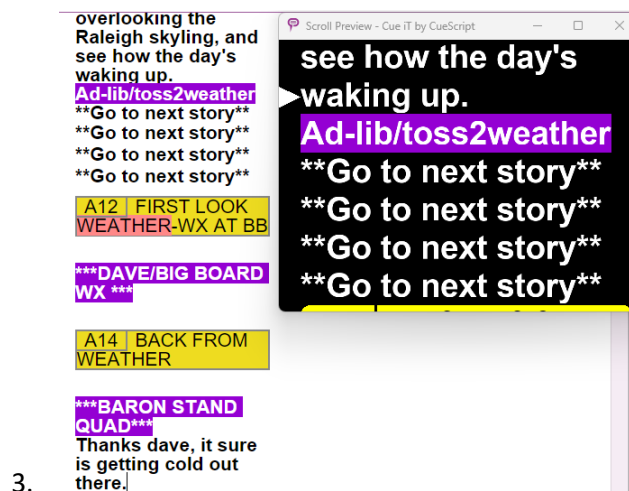 overlooking the
Raleigh skyling, and
see how the day's
waking up.
Ad-lib/toss2weather
**Go to next story**
**Go to next story**
**Go to next story**
**Go to next story**
A12 FIRST LOOK
WEATHER-WX AT BB
***DAVE/BIG BOARD
WX ***
A14 BACK FROM
WEATHER
***BARON STAND
QUAD***
Thanks dave, it sure
is getting cold out
there.
3.
Scroll Preview - Cue iT by CueScript
see how the day's
waking up.
Ad-lib/toss2weather
**Go to next story**
**Go to next story**
**Go to next story**
**Go to next story**